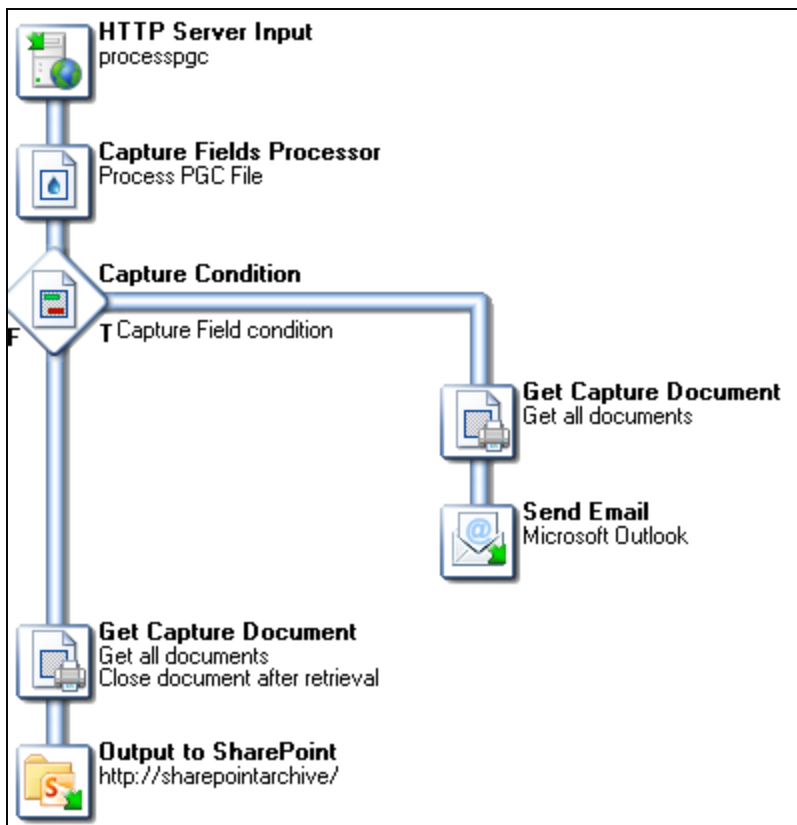 HTTP Server Input
processpgc
Capture Fields Processor
Process PGC File
Capture Condition
F
T Capture Field condition
Get Capture Document
Get all documents
@
Send Email
Microsoft Outlook
Get Capture Document
Get all documents
Close document after retrieval
S
Output to SharePoint
http://sharepointarchive/